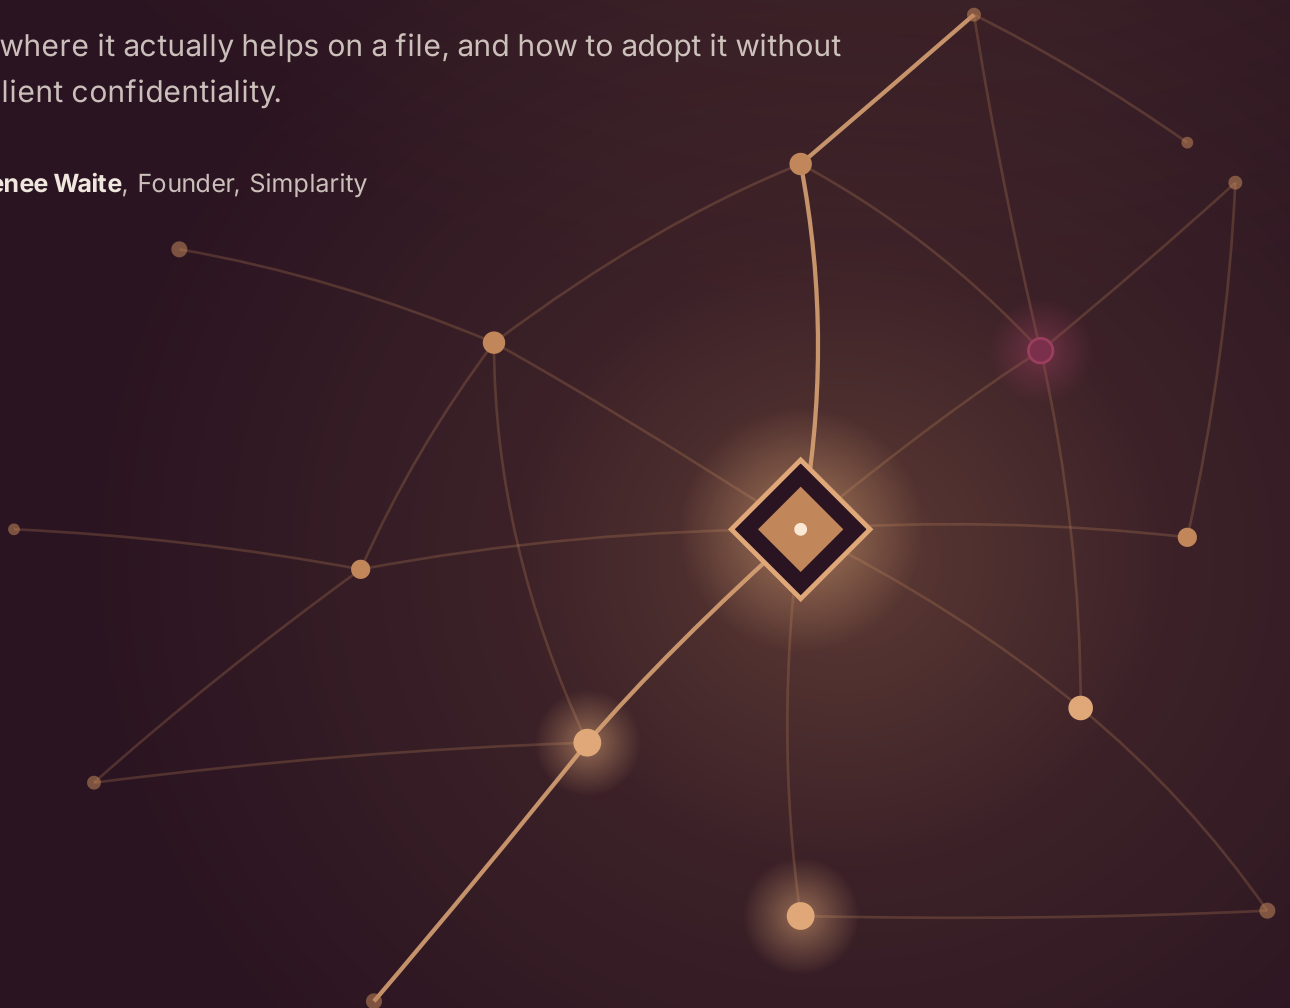 where it actually helps on a file, and how to adopt it without
lient confidentiality.
enee Waite, Founder, Simplarity